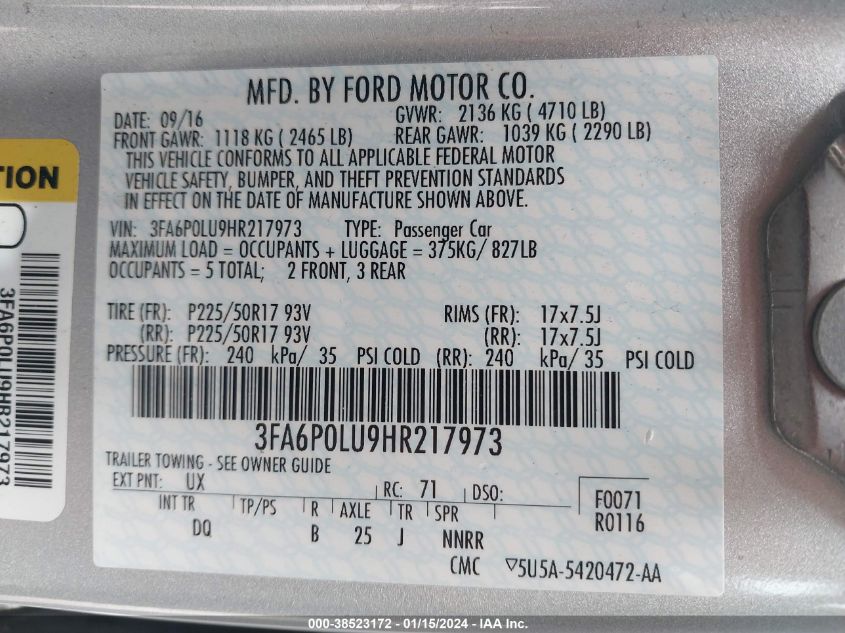 MFD. BY FORD MOTOR CO.
DATE: 09/16 GVWR: 2136 KG ( 4710 LB)
FRONT GAWR: 1118 KG ( 2465 LB) REAR GAWR: 1039 KG ( 2290 LB)
THIS VEHICLE CONFORMS TO ALL APPLICABLE FEDERAL MOTOR
VEHICLE SAFETY, BUMPER, AND THEFT PREVENTION STANDARDS
IN EFFECT ON THE DATE OF MANUFACTURE SHOWN ABOVE.
VIN: 3FA6P0LU9HR217973 TYPE: Passenger Car
MAXIMUM LOAD = OCCUPANTS + LUGGAGE = 375KG/ 827LB
OCCUPANTS = 5 TOTAL; 2 FRONT, 3 REAR
TIRE (FR): P225/50R17 93V RIMS (FR): 17x7.5J
(RR): P225/50R17 93V (RR): 17x7.5J
PRESSURE (FR): 240 kPa/ 35 PSI COLD (RR): 240 kPa/ 35 PSI COLD
3FA6P0LU9HR217973
TRAILER TOWING - SEE OWNER GUIDE
EXT PNT: UX RC: 71 DSO:
INT TR TP/PS R AXLE TR SPR
DQ B 25 J NNRR
F0071
R0116
CMC ▽5U5A-5420472-AA
TION
3FA6P0LU9HR217973
000-38523172 - 01/15/2024 - IAA Inc.